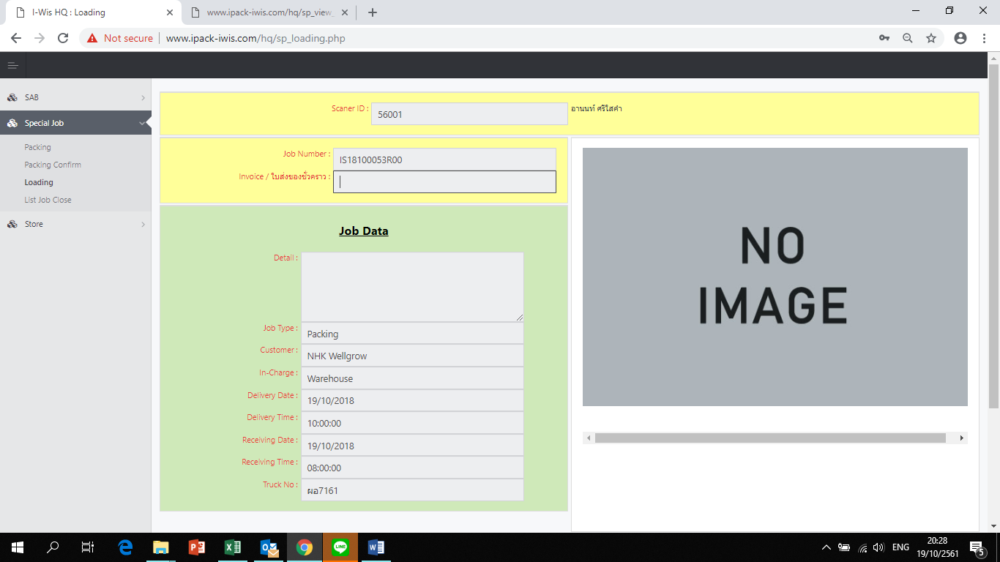 I-Wis HQ : Loading
www.ipack-iwis.com/hq/sp_view_
Not secure
www.ipack-iwis.com/hq/sp_loading.php
SAB
Special Job
Packing
Packing Confirm
Loading
List Job Close
Store
Scaner ID :
56001
อานนท์ ศรีใสคำ
Job Number :
IS18100053R00
Invoice / ใบส่งของชั่วคราว :
Job Data
Detail :
Job Type :
Packing
Customer :
NHK Wellgrow
In-Charge :
Warehouse
Delivery Date :
19/10/2018
Delivery Time :
10:00:00
Receiving Date :
19/10/2018
Receiving Time :
08:00:00
Truck No :
ผอ7161
NO
IMAGE
ENG
20:28
19/10/2561
5
LINE